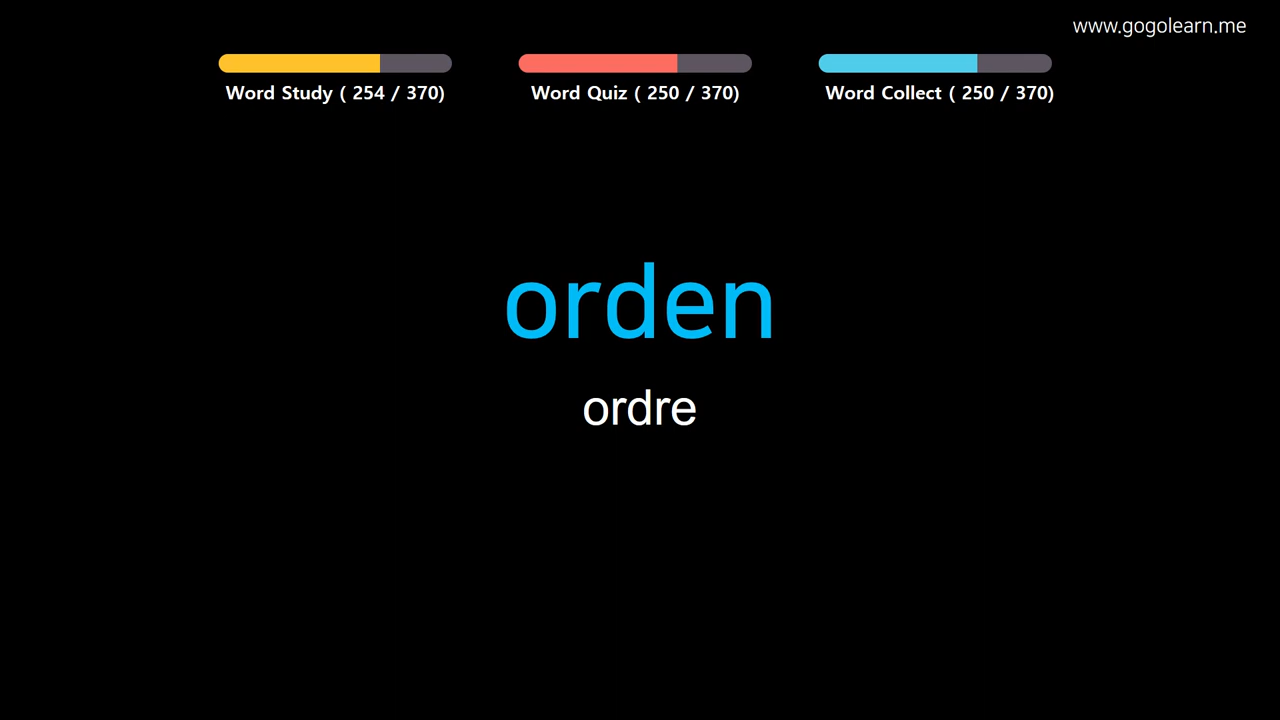 www.gogolearn.me
Word Study ( 254 / 370)
Word Quiz ( 250 / 370)
Word Collect ( 250 / 370)
orden
ordre